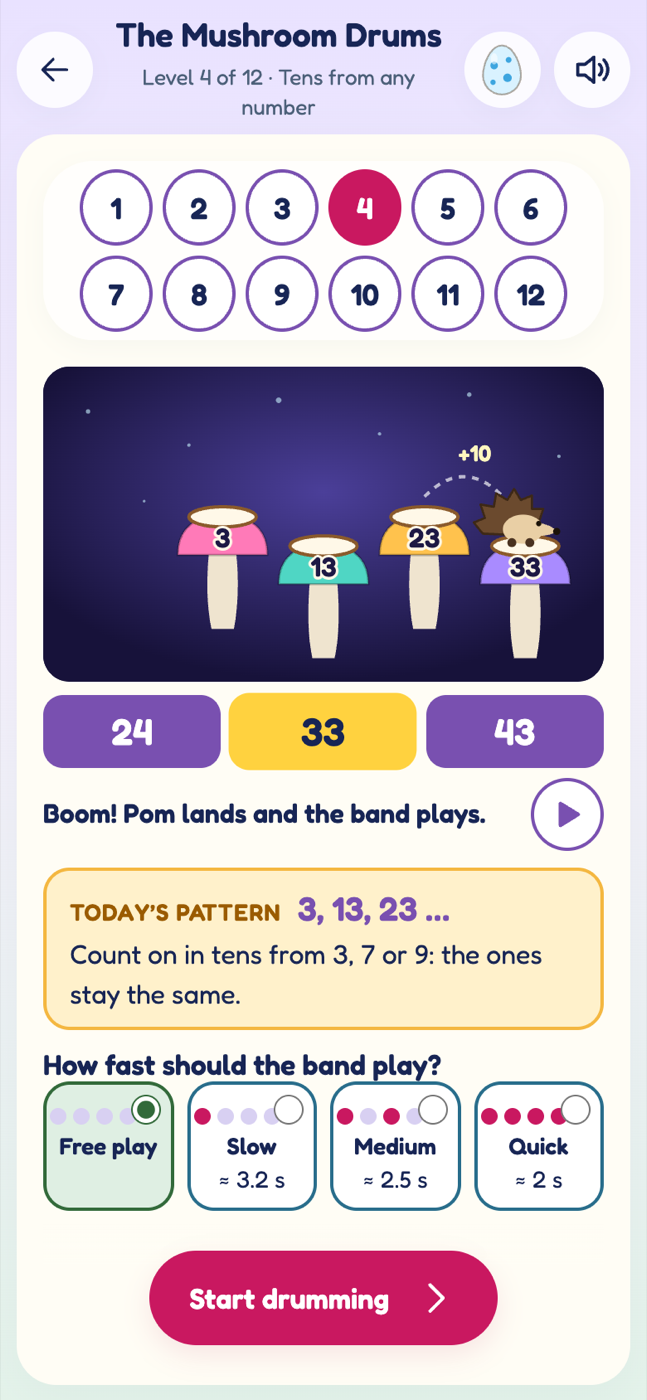 The Mushroom Drums
Level 4 of 12 · Tens from any
number
1 2 3 4 5 6
7 8 9 10 11 12
+10
3 13 23 33
24 33 43
Boom! Pom lands and the band plays.
TODAY'S PATTERN 3, 13, 23 ...
Count on in tens from 3, 7 or 9: the ones
stay the same.
How fast should the band play?
Free play Slow Medium Quick
≈ 3.2 s ≈ 2.5 s ≈ 2 s
Start drumming